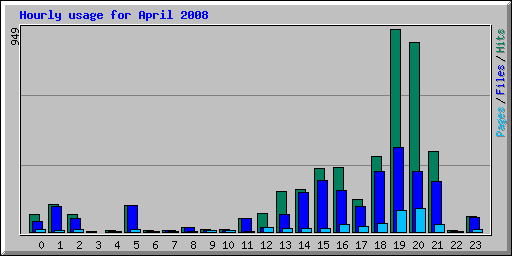 Hourly usage for April 2008
949
Pages/Files/Hits
0 1 2 3 4 5 6 7 8 9 10 11 12 13 14 15 16 17 18 19 20 21 22 23